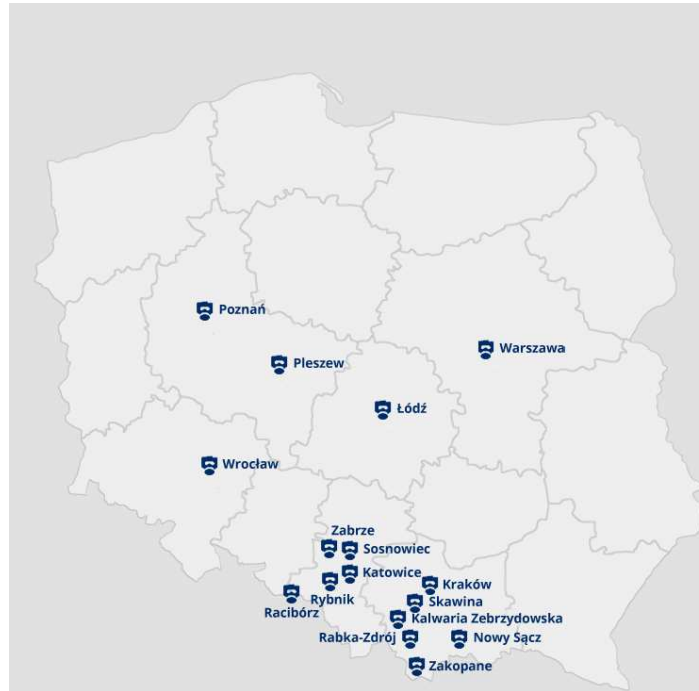 Poznań
Warszawa
Pleszew
Łódź
Wrocław
Zabrze
Sosnowiec
Katowice
Kraków
Rybnik
Racibórz
Skawina
Kalwaria Zebrzydowska
Rabka-Zdrój
Nowy Sącz
Zakopane